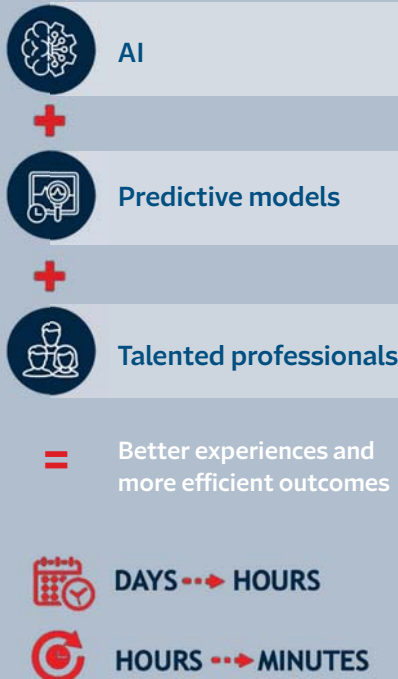 AI
+
Predictive models
+
Talented professionals
=
Better experiences and
more efficient outcomes
DAYS → HOURS
HOURS → MINUTES